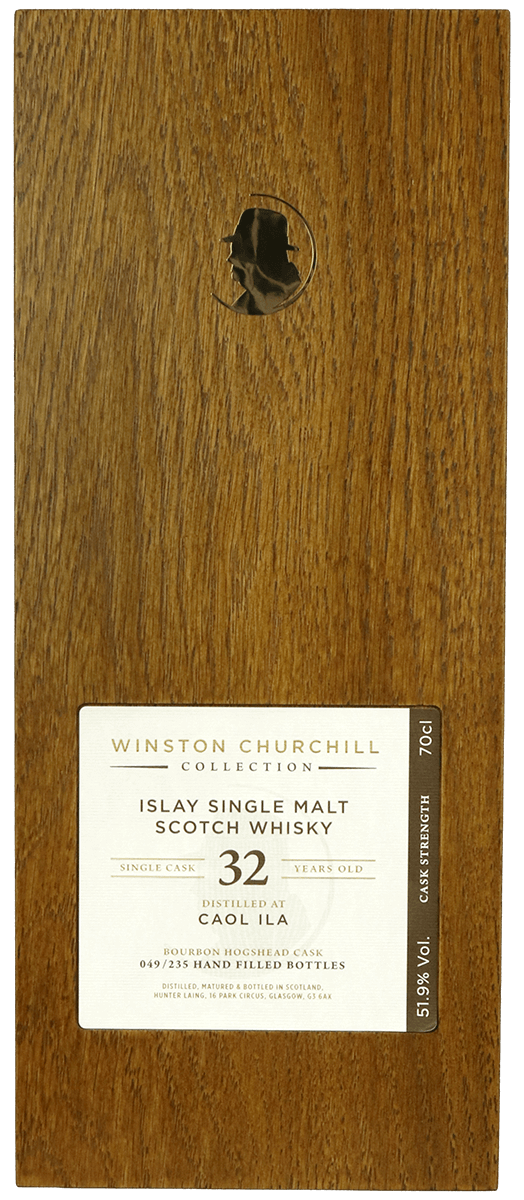 WINSTON CHURCHILL
COLLECTION
ISLAY SINGLE MALT
SCOTCH WHISKY
SINGLE CASK 32 YEARS OLD
DISTILLED AT
CAOL ILA
BOURBON HOGSHEAD CASK
049/235 HAND FILLED BOTTLES
DISTILLED, MATURED & BOTTLED IN SCOTLAND,
HUNTER LAING, 16 PARK CIRCUS, GLASGOW, G3 6AX
51.9% Vol. CASK STRENGTH 70cl